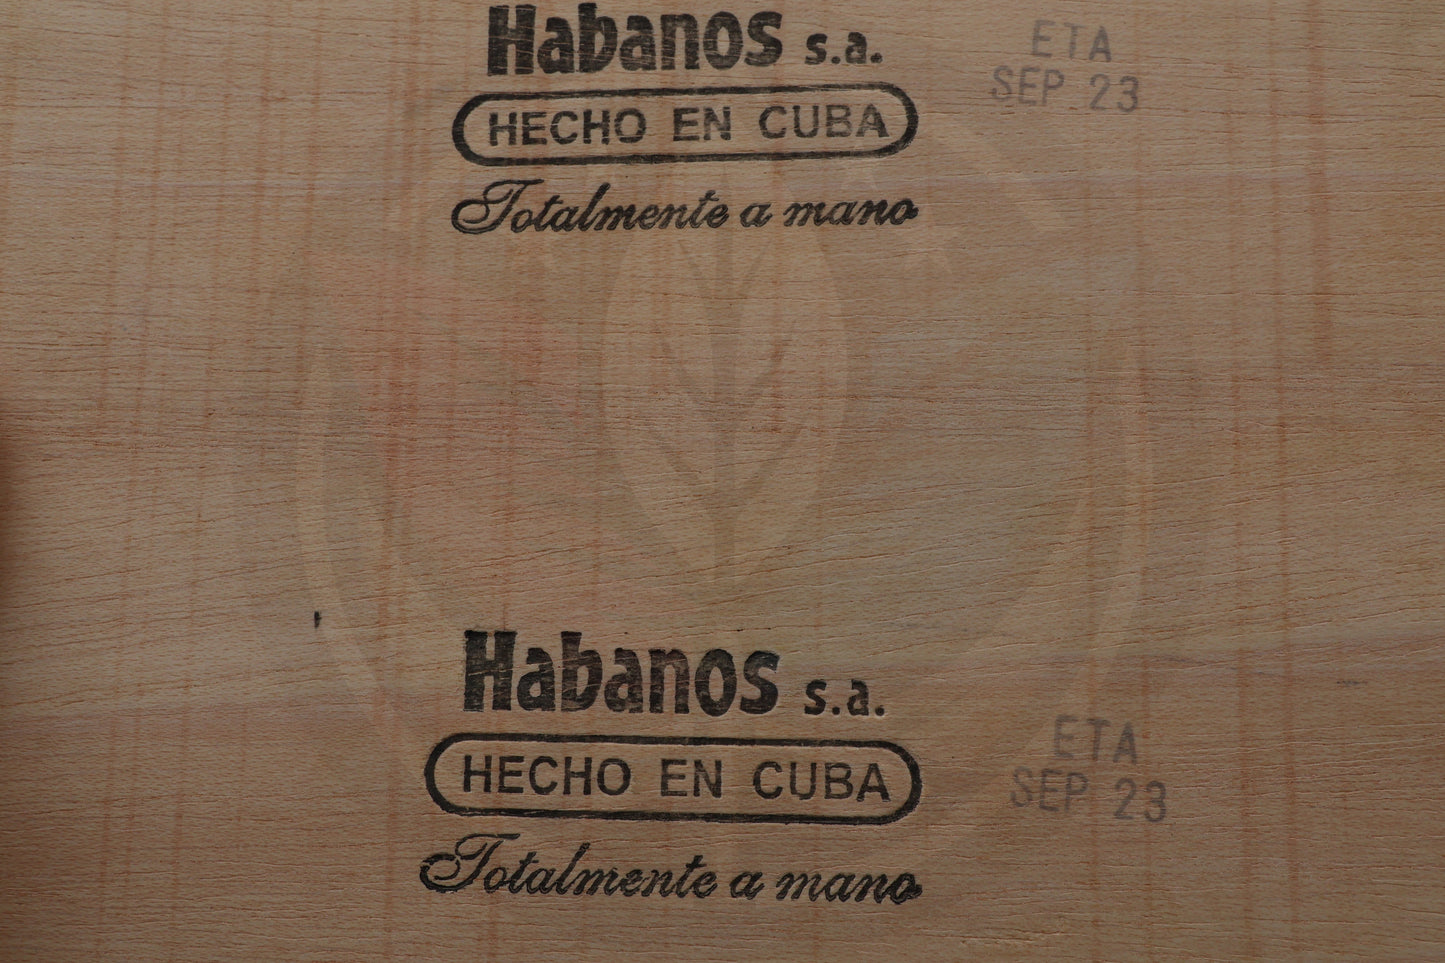 Habanos s.a.
HECHO EN CUBA
Totalmente a mano
ETA
SEP 23
Habanos s.a.
HECHO EN CUBA
Totalmente a mano
ETA
SEP 23